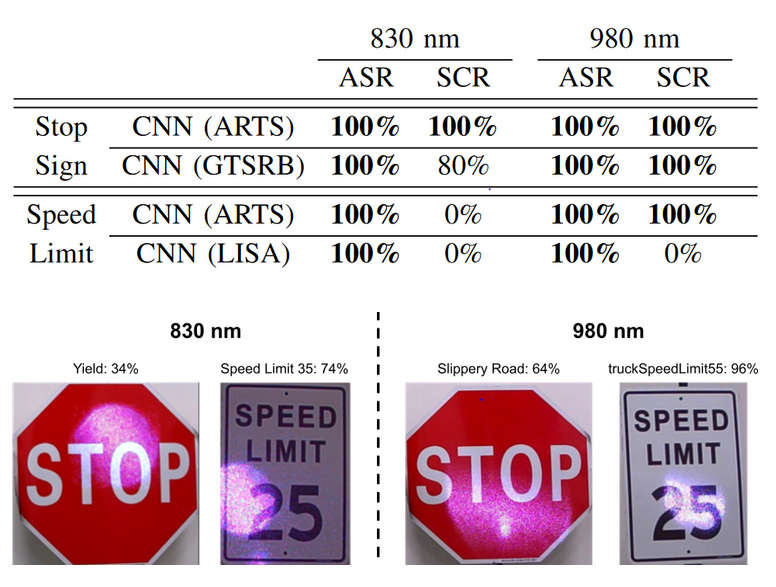 830 nm 980 nm
ASR SCR ASR SCR
Stop CNN (ARTS) 100% 100% 100% 100%
Sign CNN (GTSRB) 100% 80% 100% 100%
Speed CNN (ARTS) 100% 0% 100% 100%
Limit CNN (LISA) 100% 0% 100% 0%
830 nm 980 nm
Yield: 34% Speed Limit 35: 74% Slippery Road: 64% truckSpeedLimit55: 96%
STOP
SPEED
LIMIT
25
STOP
SPEED
LIMIT
25